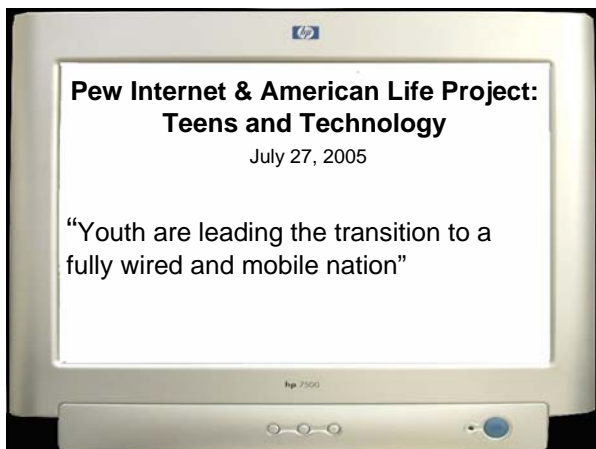 hp
Pew Internet & American Life Project:
Teens and Technology
July 27, 2005
“Youth are leading the transition to a
fully wired and mobile nation”
hp 7500